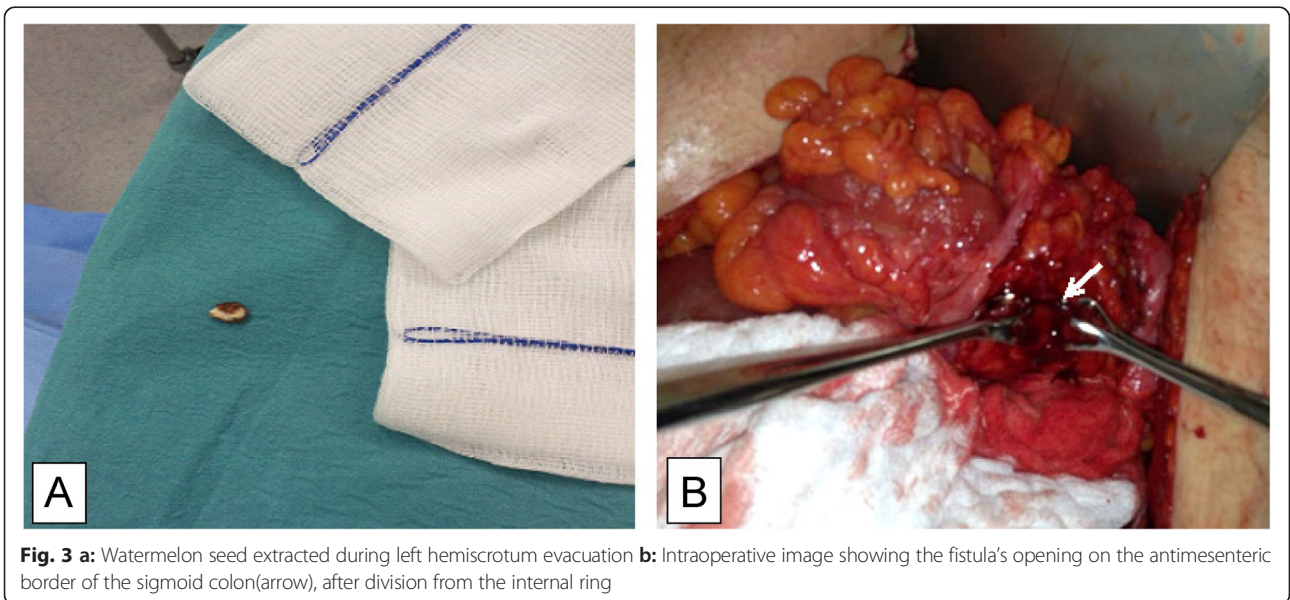 A
B
Fig. 3 a: Watermelon seed extracted during left hemiscrotum evacuation b: Intraoperative image showing the fistula's opening on the antimesenteric
border of the sigmoid colon(arrow), after division from the internal ring